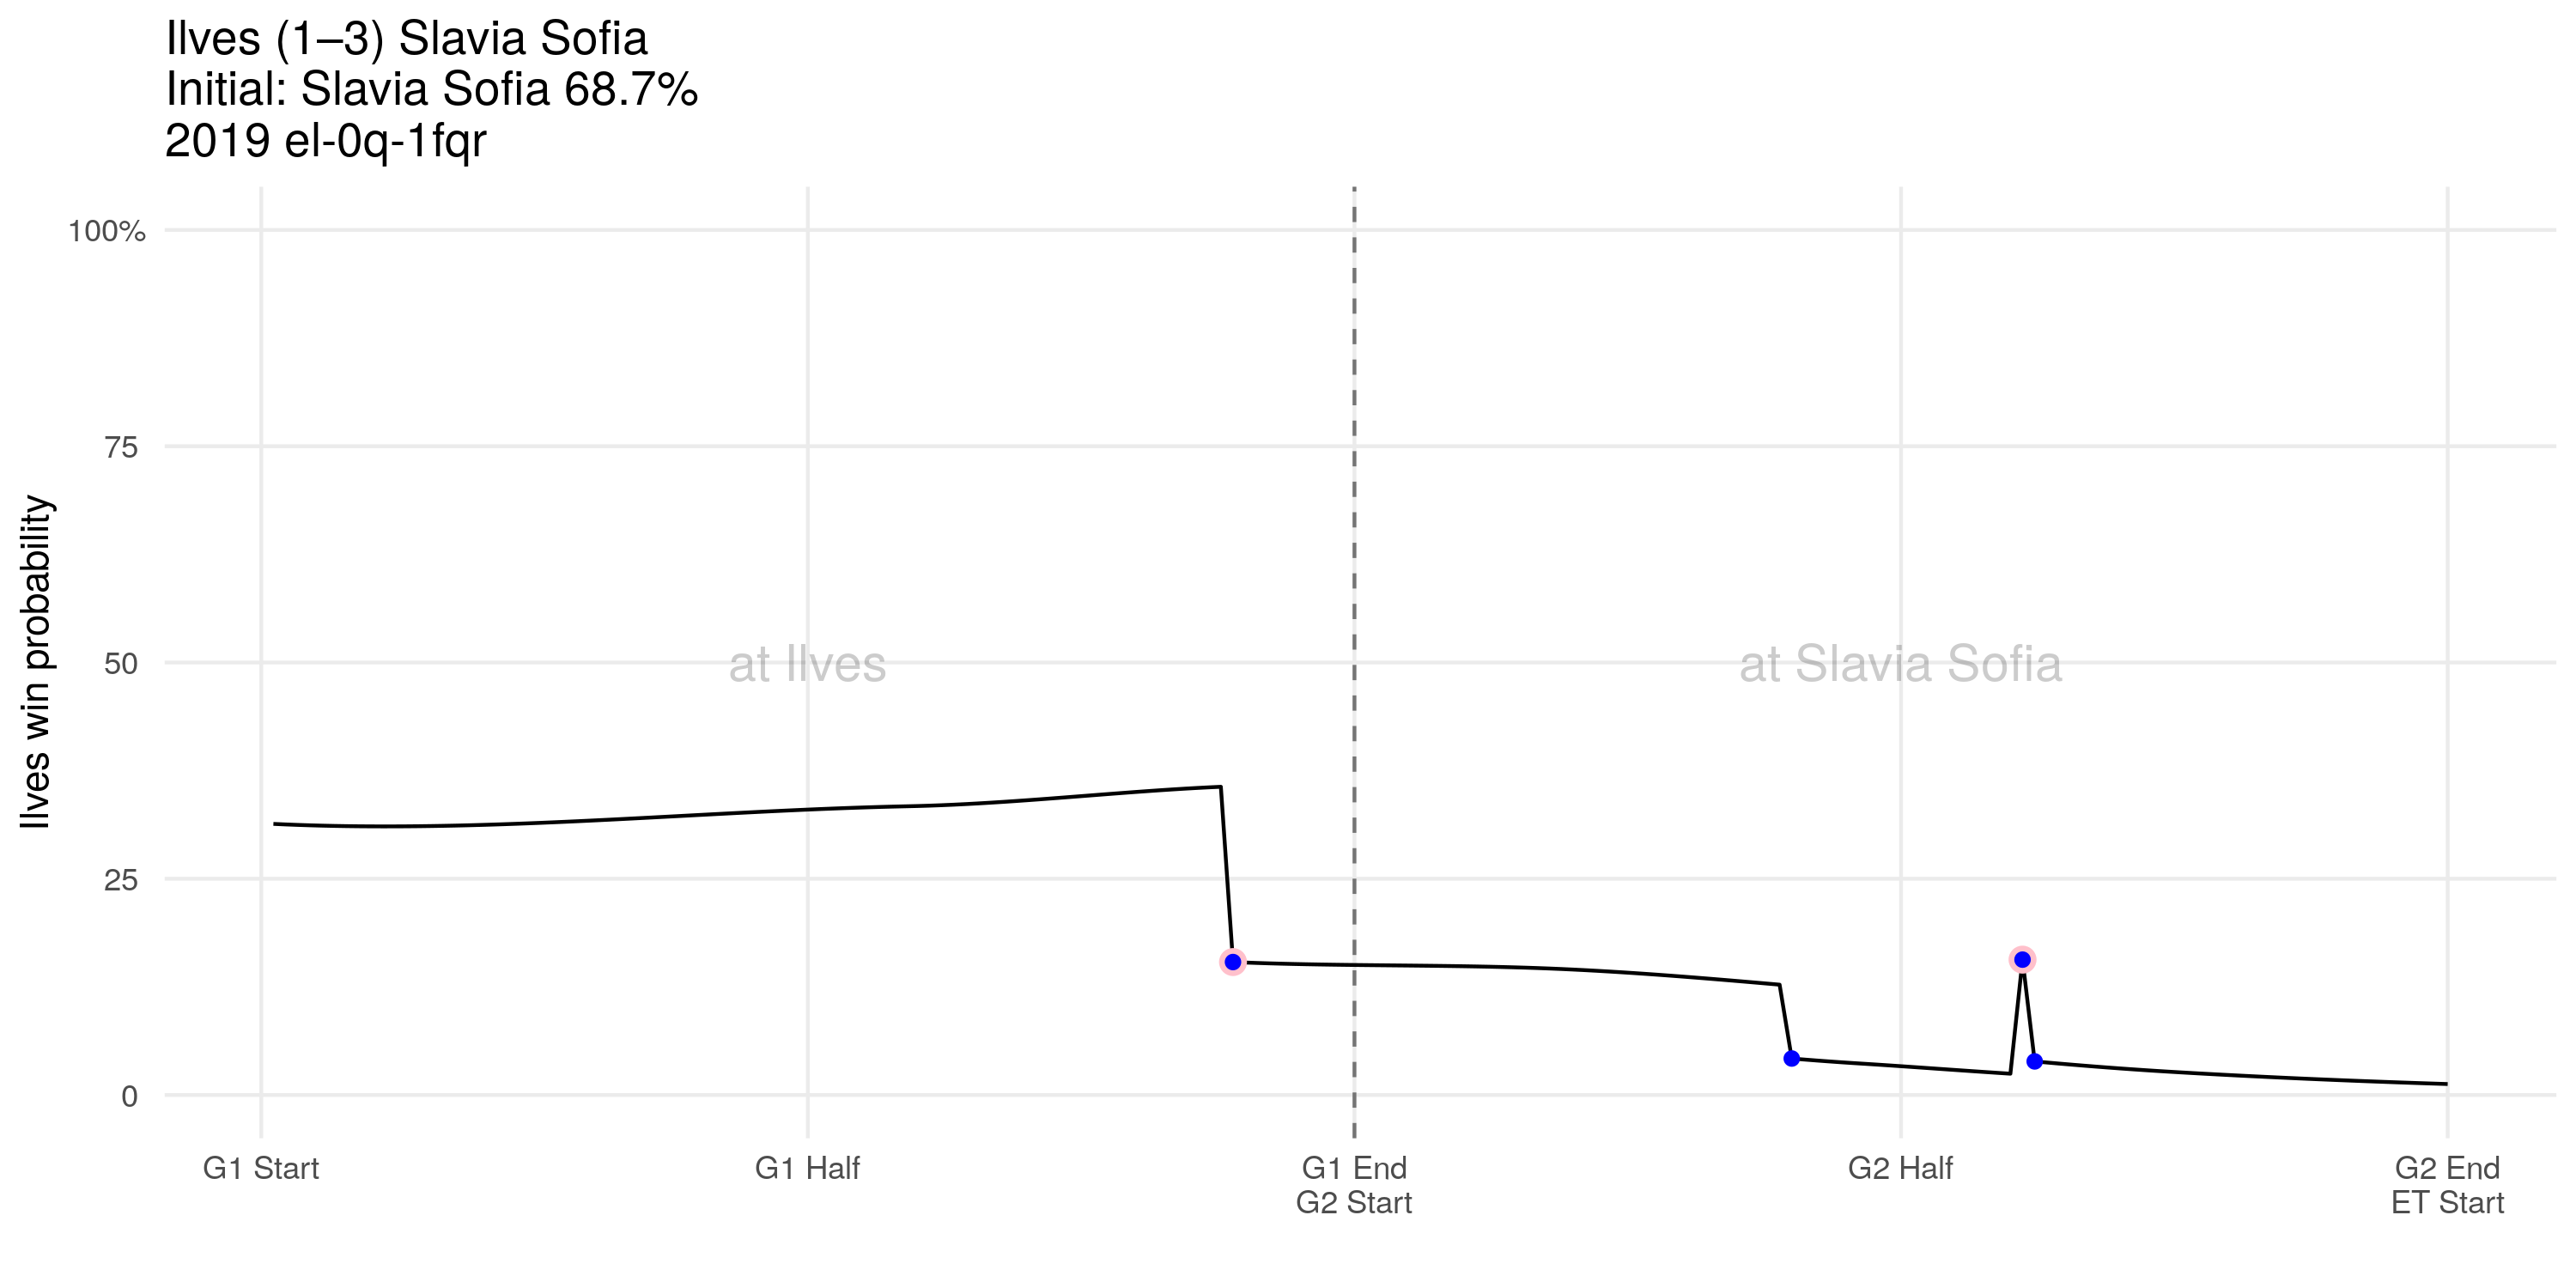 Ilves (1–3) Slavia Sofia
Initial: Slavia Sofia 68.7%
2019 el-0q-1fqr
Ilves win probability
100%
75
50
25
0
at Ilves
at Slavia Sofia
G1 Start
G1 Half
G1 End
G2 Start
G2 Half
G2 End
ET Start